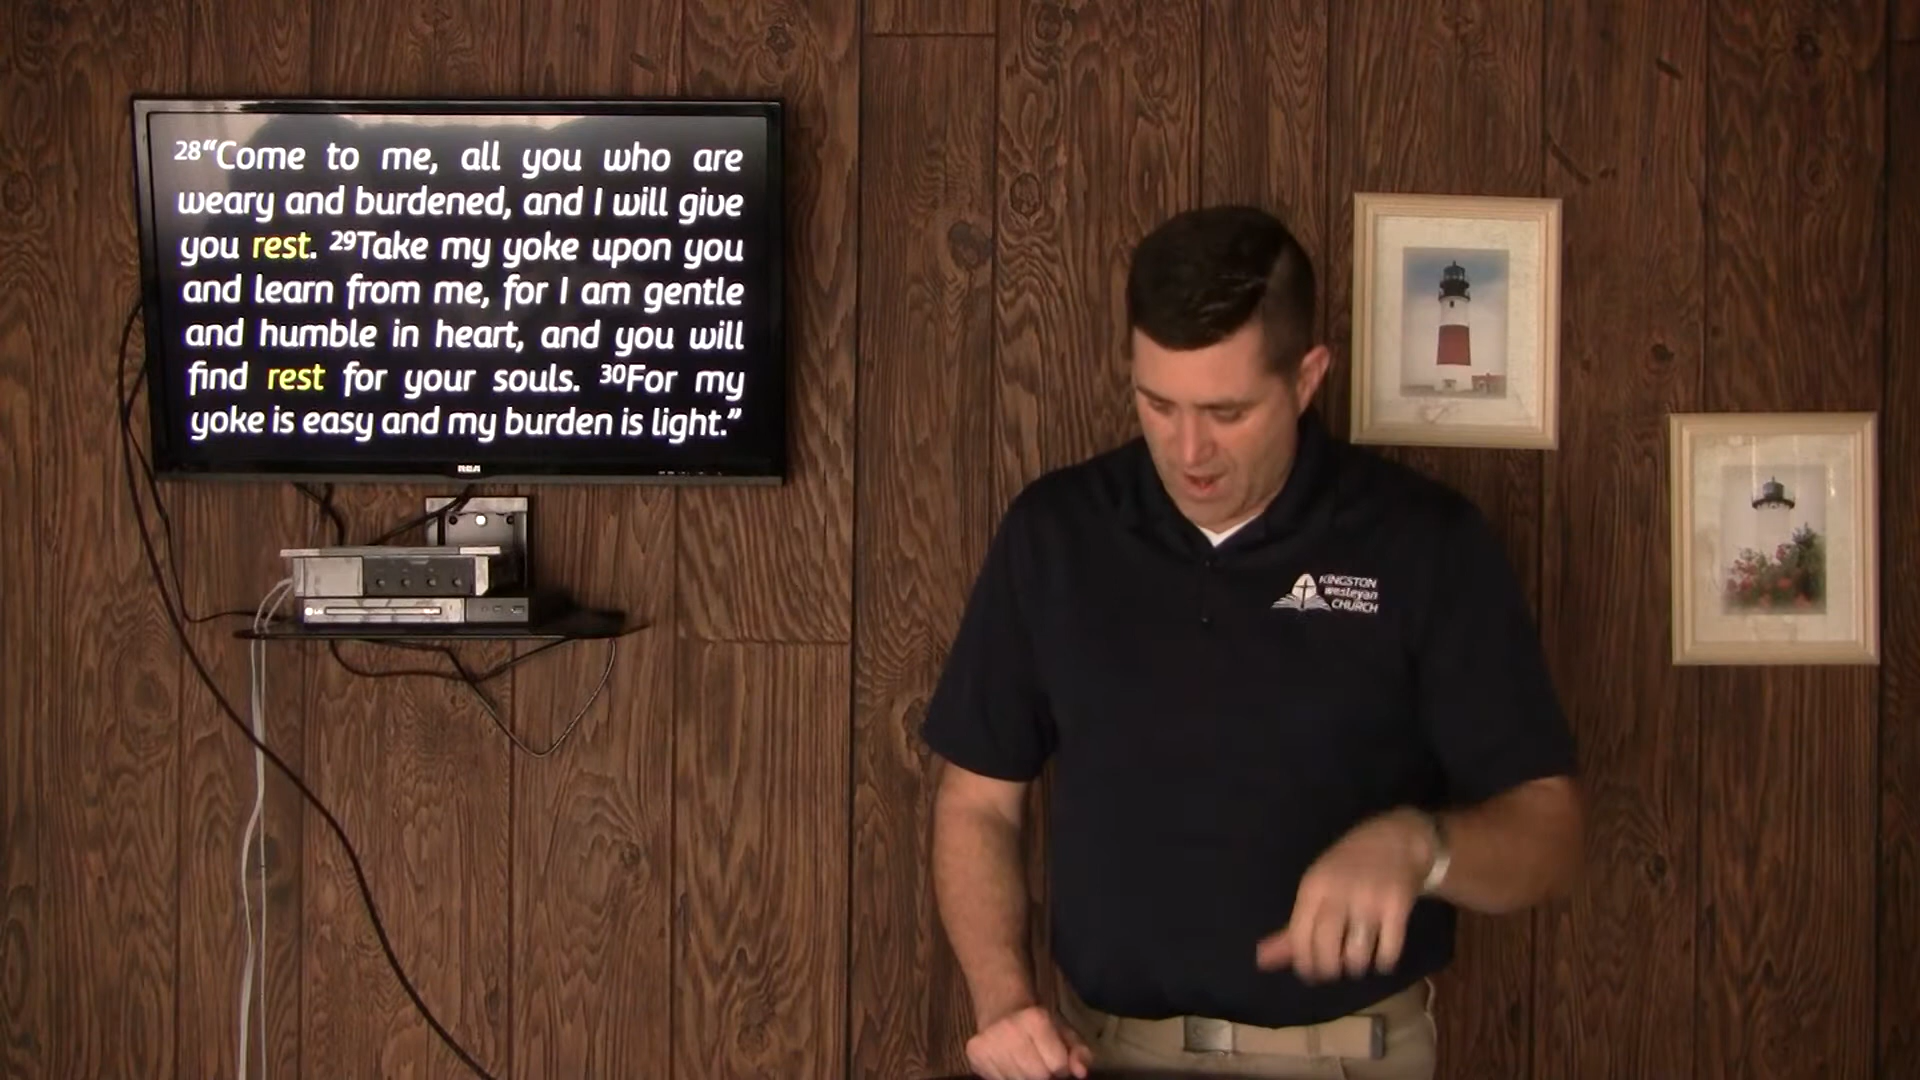 28“Come to me, all you who are
weary and burdened, and I will give
you rest. 29Take my yoke upon you
and learn from me, for I am gentle
and humble in heart, and you will
find rest for your souls. 30For my
yoke is easy and my burden is light.”
RCA
LG
KINGSTON
wesleyan
CHURCH